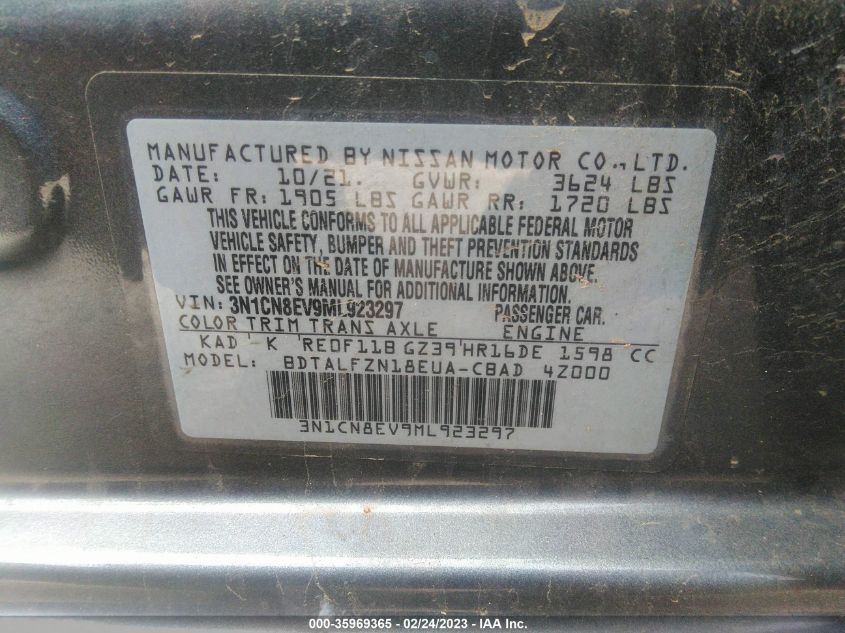 MANUFACTURED BY NISSAN MOTOR CO., LTD.
DATE: 10/21. GVWR: 3624 LBS
GAWR FR: 1905 LBS GAWR RR: 1720 LBS
THIS VEHICLE CONFORMS TO ALL APPLICABLE FEDERAL MOTOR
VEHICLE SAFETY, BUMPER AND THEFT PREVENTION STANDARDS
IN EFFECT ON THE DATE OF MANUFACTURE SHOWN ABOVE.
SEE OWNER'S MANUAL FOR ADDITIONAL INFORMATION.
VIN: 3N1CN8EV9ML923297 PASSENGER CAR.
COLOR TRIM TRANS AXLE ENGINE
KAD K RE0F11B GZ39 HR16DE 1598 CC
MODEL: BDTALFZN18EUA-CBAD 4Z000
3N1CN8EV9ML923297
000-35969365 - 02/24/2023 - IAA Inc.